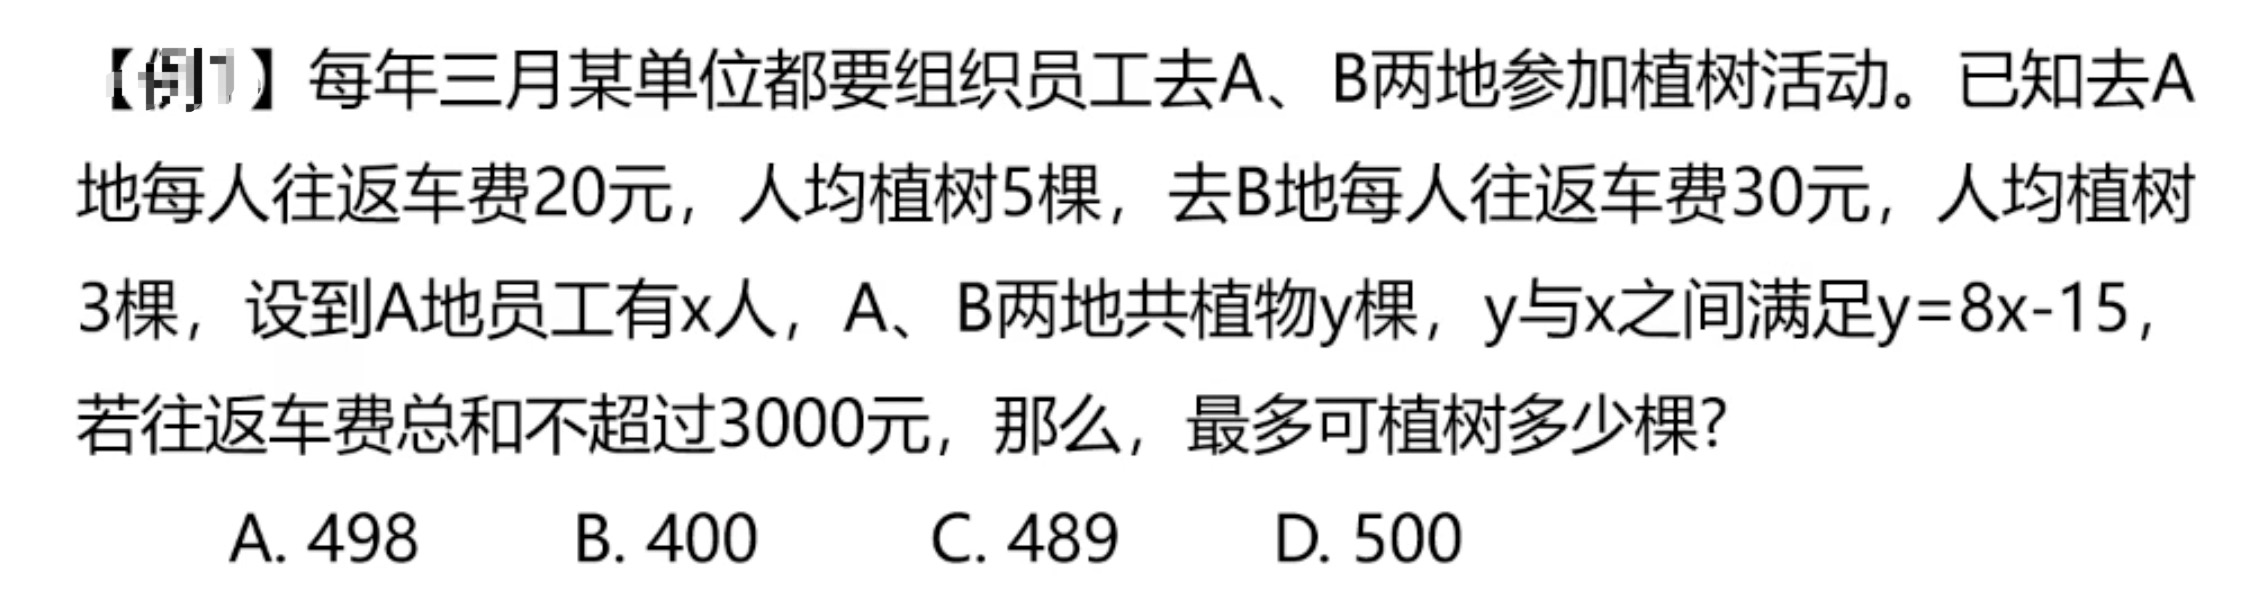 【例1】每年三月某单位都要组织员工去A、B两地参加植树活动。已知去A
地每人往返车费20元，人均植树5棵，去B地每人往返车费30元，人均植树
3棵，设到A地员工有x人，A、B两地共植物y棵，y与x之间满足y=8x-15，
若往返车费总和不超过3000元，那么，最多可植树多少棵?
A. 498 B. 400 C. 489 D. 500